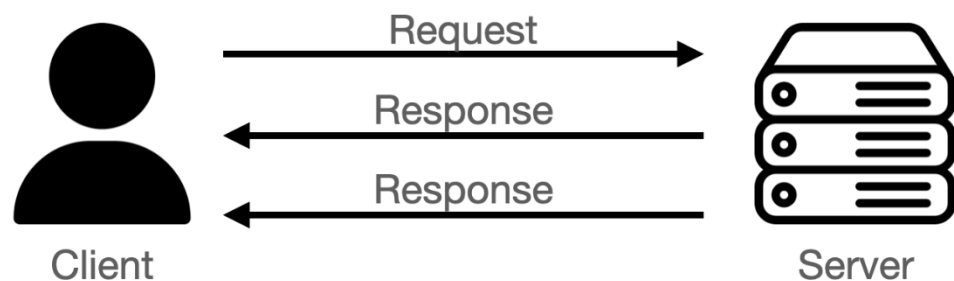 Request
Response
Response
Client
Server